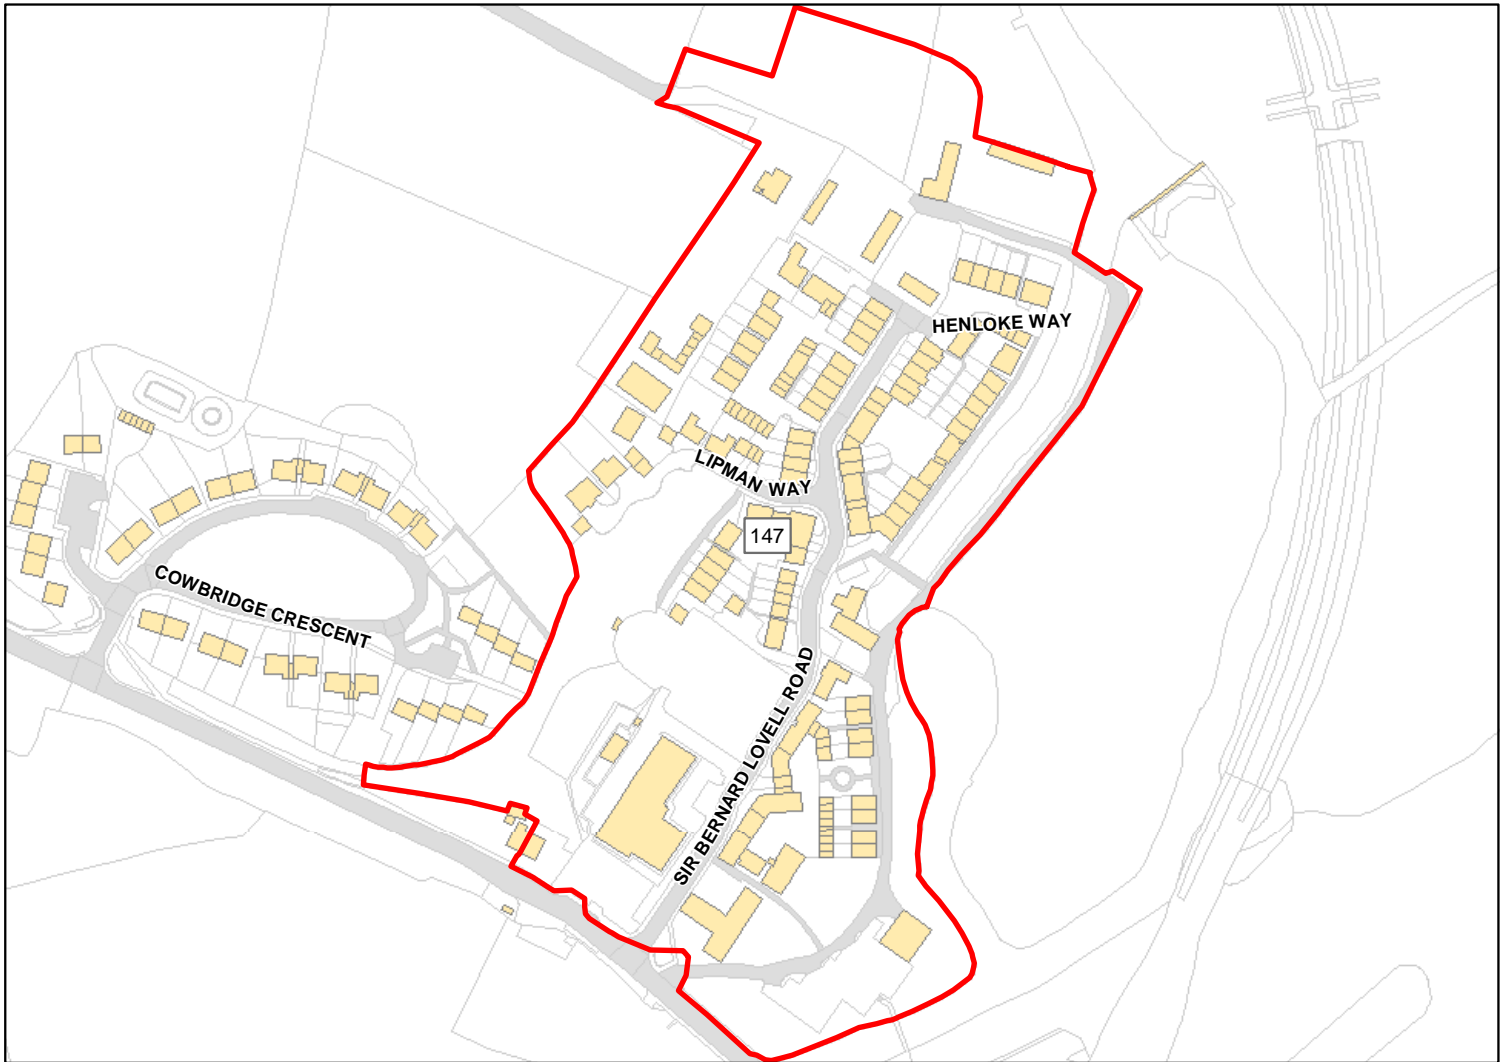 HENLOKE WAY
LIPMAN WAY
147
COWBRIDGE CRESCENT
SIR BERNARD LOVELL ROAD